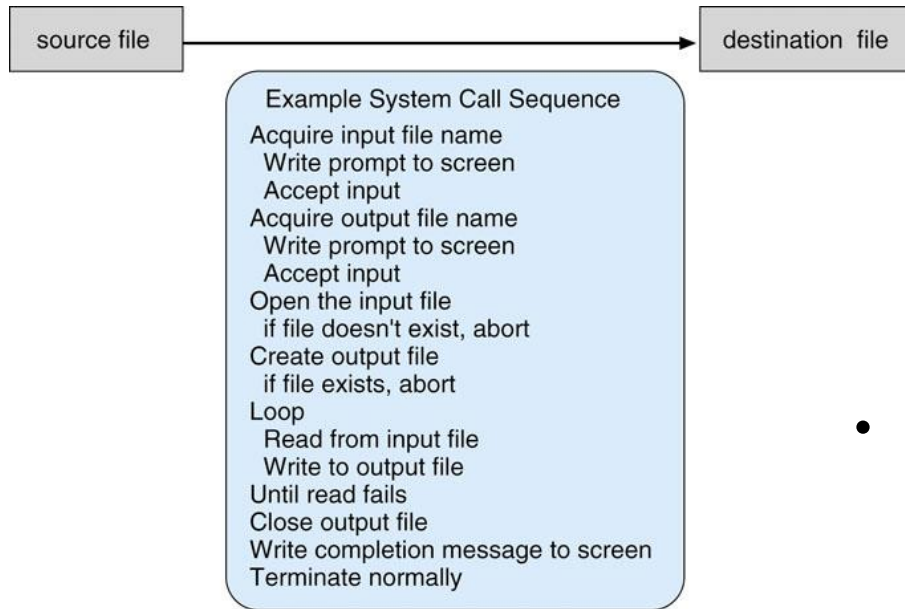 source file
destination file
Example System Call Sequence
Acquire input file name
Write prompt to screen
Accept input
Acquire output file name
Write prompt to screen
Accept input
Open the input file
if file doesn't exist, abort
Create output file
if file exists, abort
Loop
Read from input file
Write to output file
Until read fails
Close output file
Write completion message to screen
Terminate normally